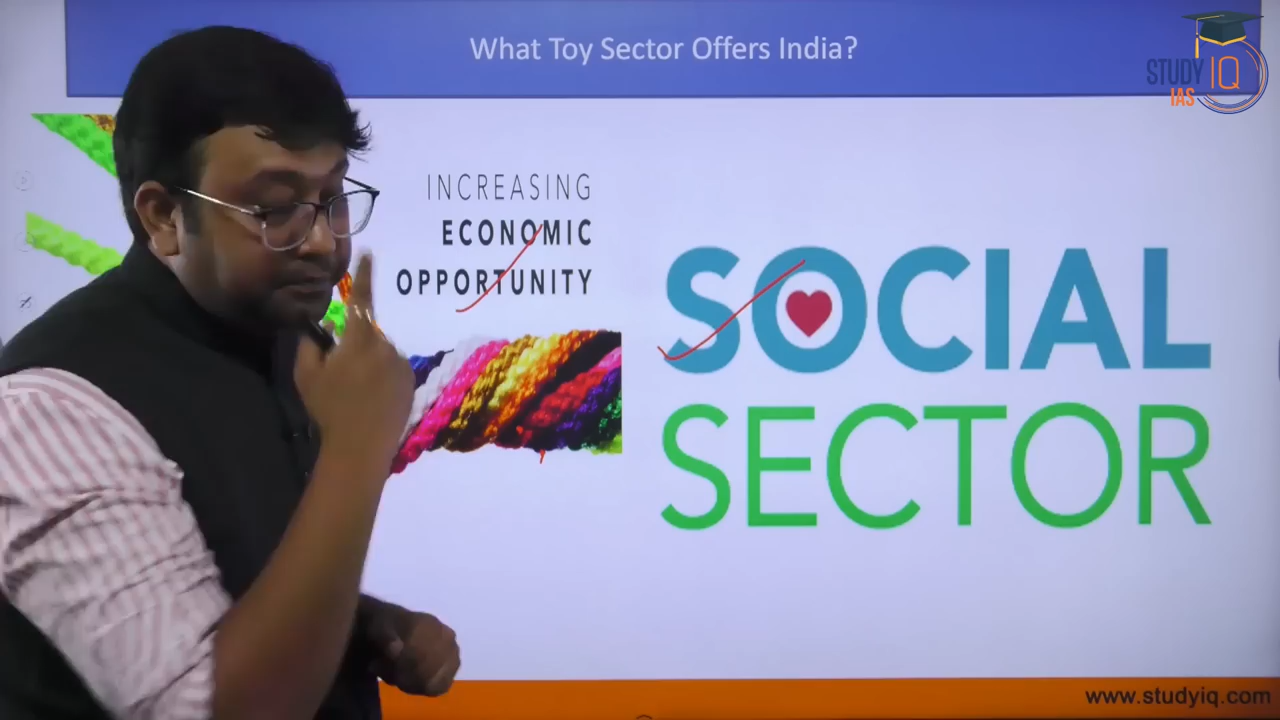 What Toy Sector Offers India?
STUDY IQ
IAS
INCREASING
ECONOMIC
OPPORTUNITY
SOCIAL
SECTOR
www.studyiq.com